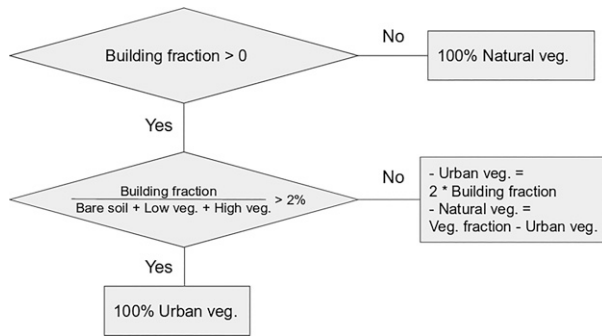 Building fraction > 0
No
100% Natural veg.
Yes
Building fraction
Bare soil + Low veg. + High veg.
> 2%
No
- Urban veg. =
2 * Building fraction
- Natural veg. =
Veg. fraction - Urban veg.
Yes
100% Urban veg.